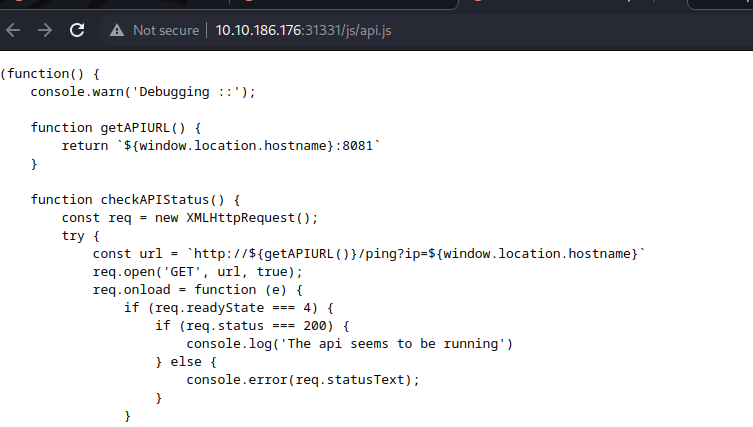 Not secure 10.10.186.176:31331/js/api.js
(function() {
    console.warn('Debugging ::');

    function getAPIURL() {
        return `${window.location.hostname}:8081`
    }

    function checkAPIStatus() {
        const req = new XMLHttpRequest();
        try {
            const url = `http://${getAPIURL()}/ping?ip=${window.location.hostname}`
            req.open('GET', url, true);
            req.onload = function (e) {
                if (req.readyState === 4) {
                    if (req.status === 200) {
                        console.log('The api seems to be running')
                    } else {
                        console.error(req.statusText);
                    }
                }